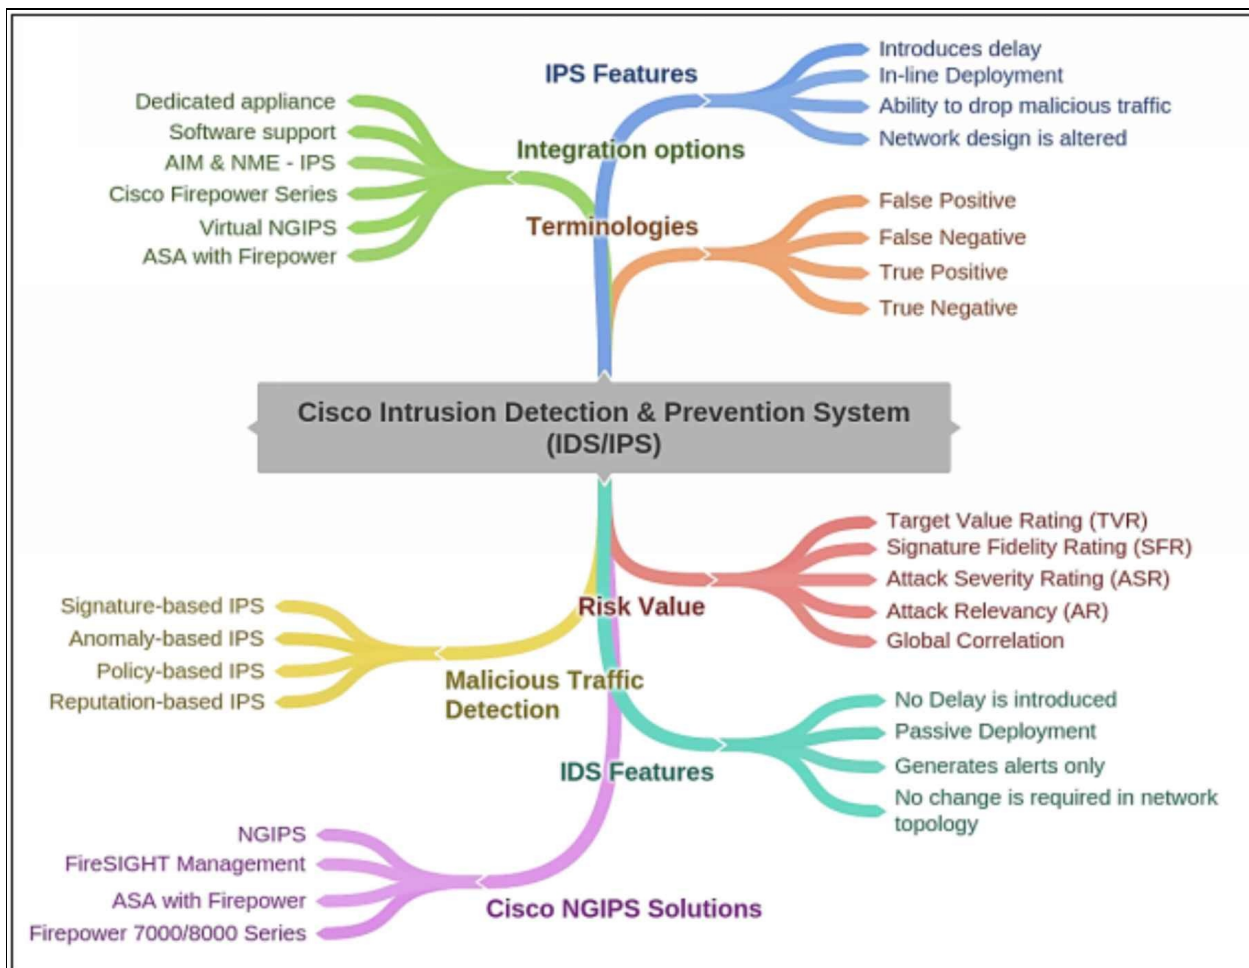 IPS Features
Introduces delay
In-line Deployment
Ability to drop malicious traffic
Network design is altered
Integration options
Dedicated appliance
Software support
AIM & NME - IPS
Cisco Firepower Series
Virtual NGIPS
ASA with Firepower
Terminologies
False Positive
False Negative
True Positive
True Negative
Cisco Intrusion Detection & Prevention System
(IDS/IPS)
Risk Value
Target Value Rating (TVR)
Signature Fidelity Rating (SFR)
Attack Severity Rating (ASR)
Attack Relevancy (AR)
Global Correlation
Malicious Traffic
Detection
Signature-based IPS
Anomaly-based IPS
Policy-based IPS
Reputation-based IPS
IDS Features
No Delay is introduced
Passive Deployment
Generates alerts only
No change is required in network
topology
Cisco NGIPS Solutions
NGIPS
FireSIGHT Management
ASA with Firepower
Firepower 7000/8000 Series